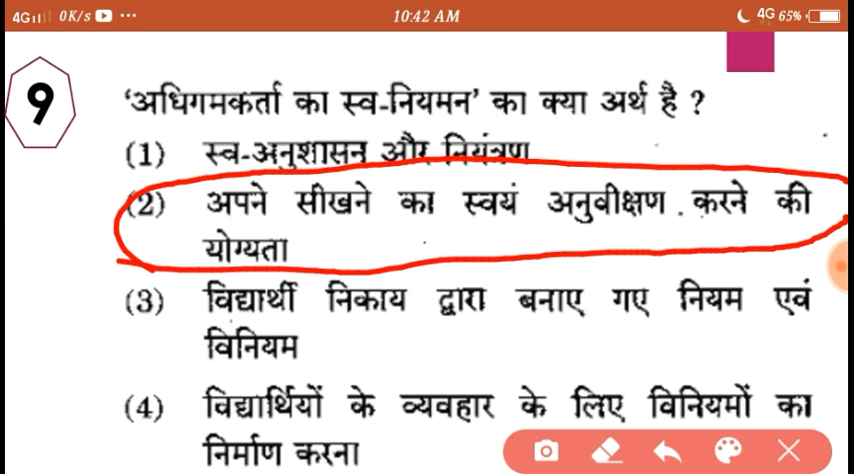 4G 0K/s ... 10:42 AM 4G 65%
9
‘अधिगमकर्ता का स्व-नियमन’ का क्या अर्थ है ?
(1) स्व-अनुशासन और नियंत्रण
(2) अपने सीखने का स्वयं अनुवीक्षण करने की
योग्यता
(3) विद्यार्थी निकाय द्वारा बनाए गए नियम एवं
विनियम
(4) विद्यार्थियों के व्यवहार के लिए विनियमों का
निर्माण करना